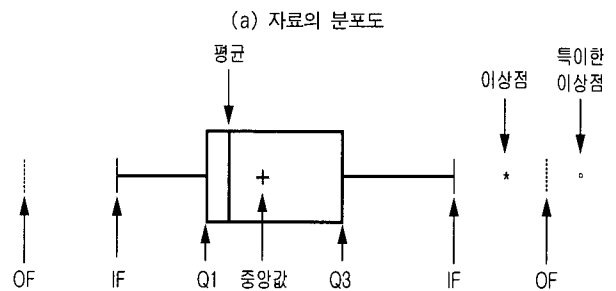 (a) 자료의 분포도
평균
특이한
이상점
이상점
+
*
OF
IF
Q1
중앙값
Q3
IF
OF